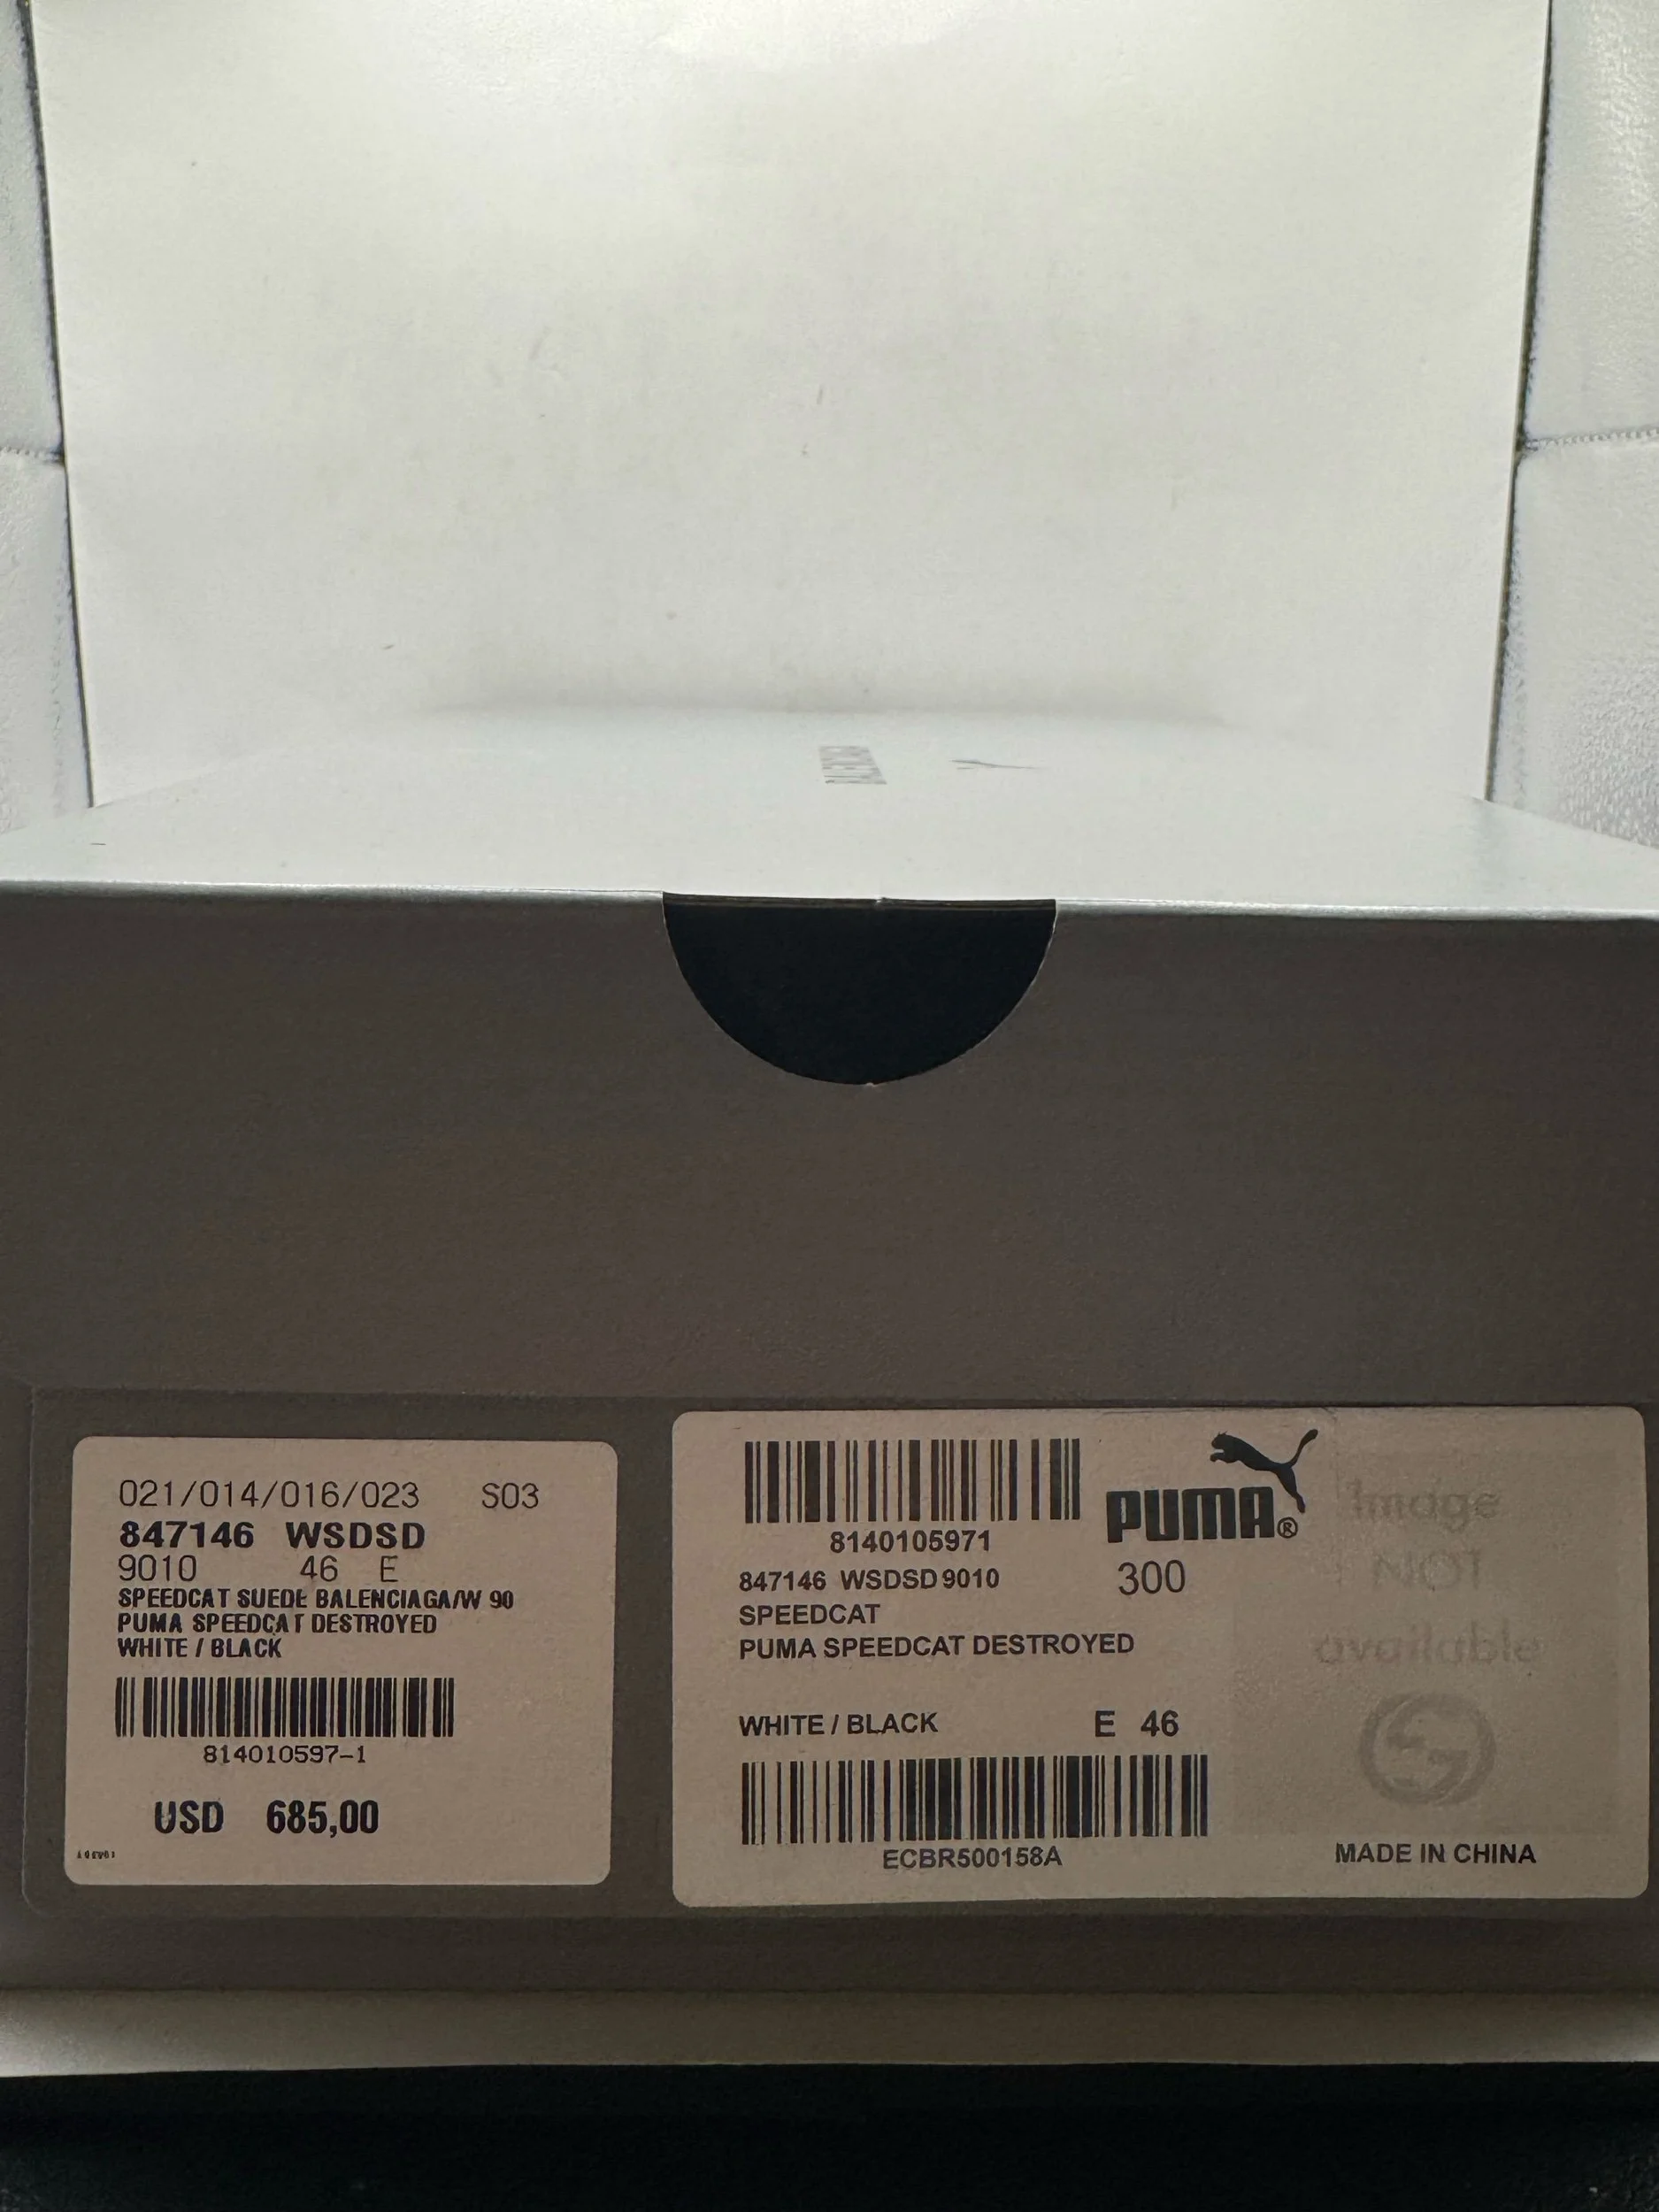 BALENCIAGA
021/014/016/023 S03
847146 WSDSD
9010 46 E
SPEEDCAT SUEDE BALENCIAGA/W 90
PUMA SPEEDCAT DESTROYED
WHITE / BLACK
814010597-1
USD 685,00
8140105971
PUMA®
847146 WSDSD9010
300
SPEEDCAT
PUMA SPEEDCAT DESTROYED
WHITE / BLACK E 46
ECBR500158A
Image
NOT
available
MADE IN CHINA